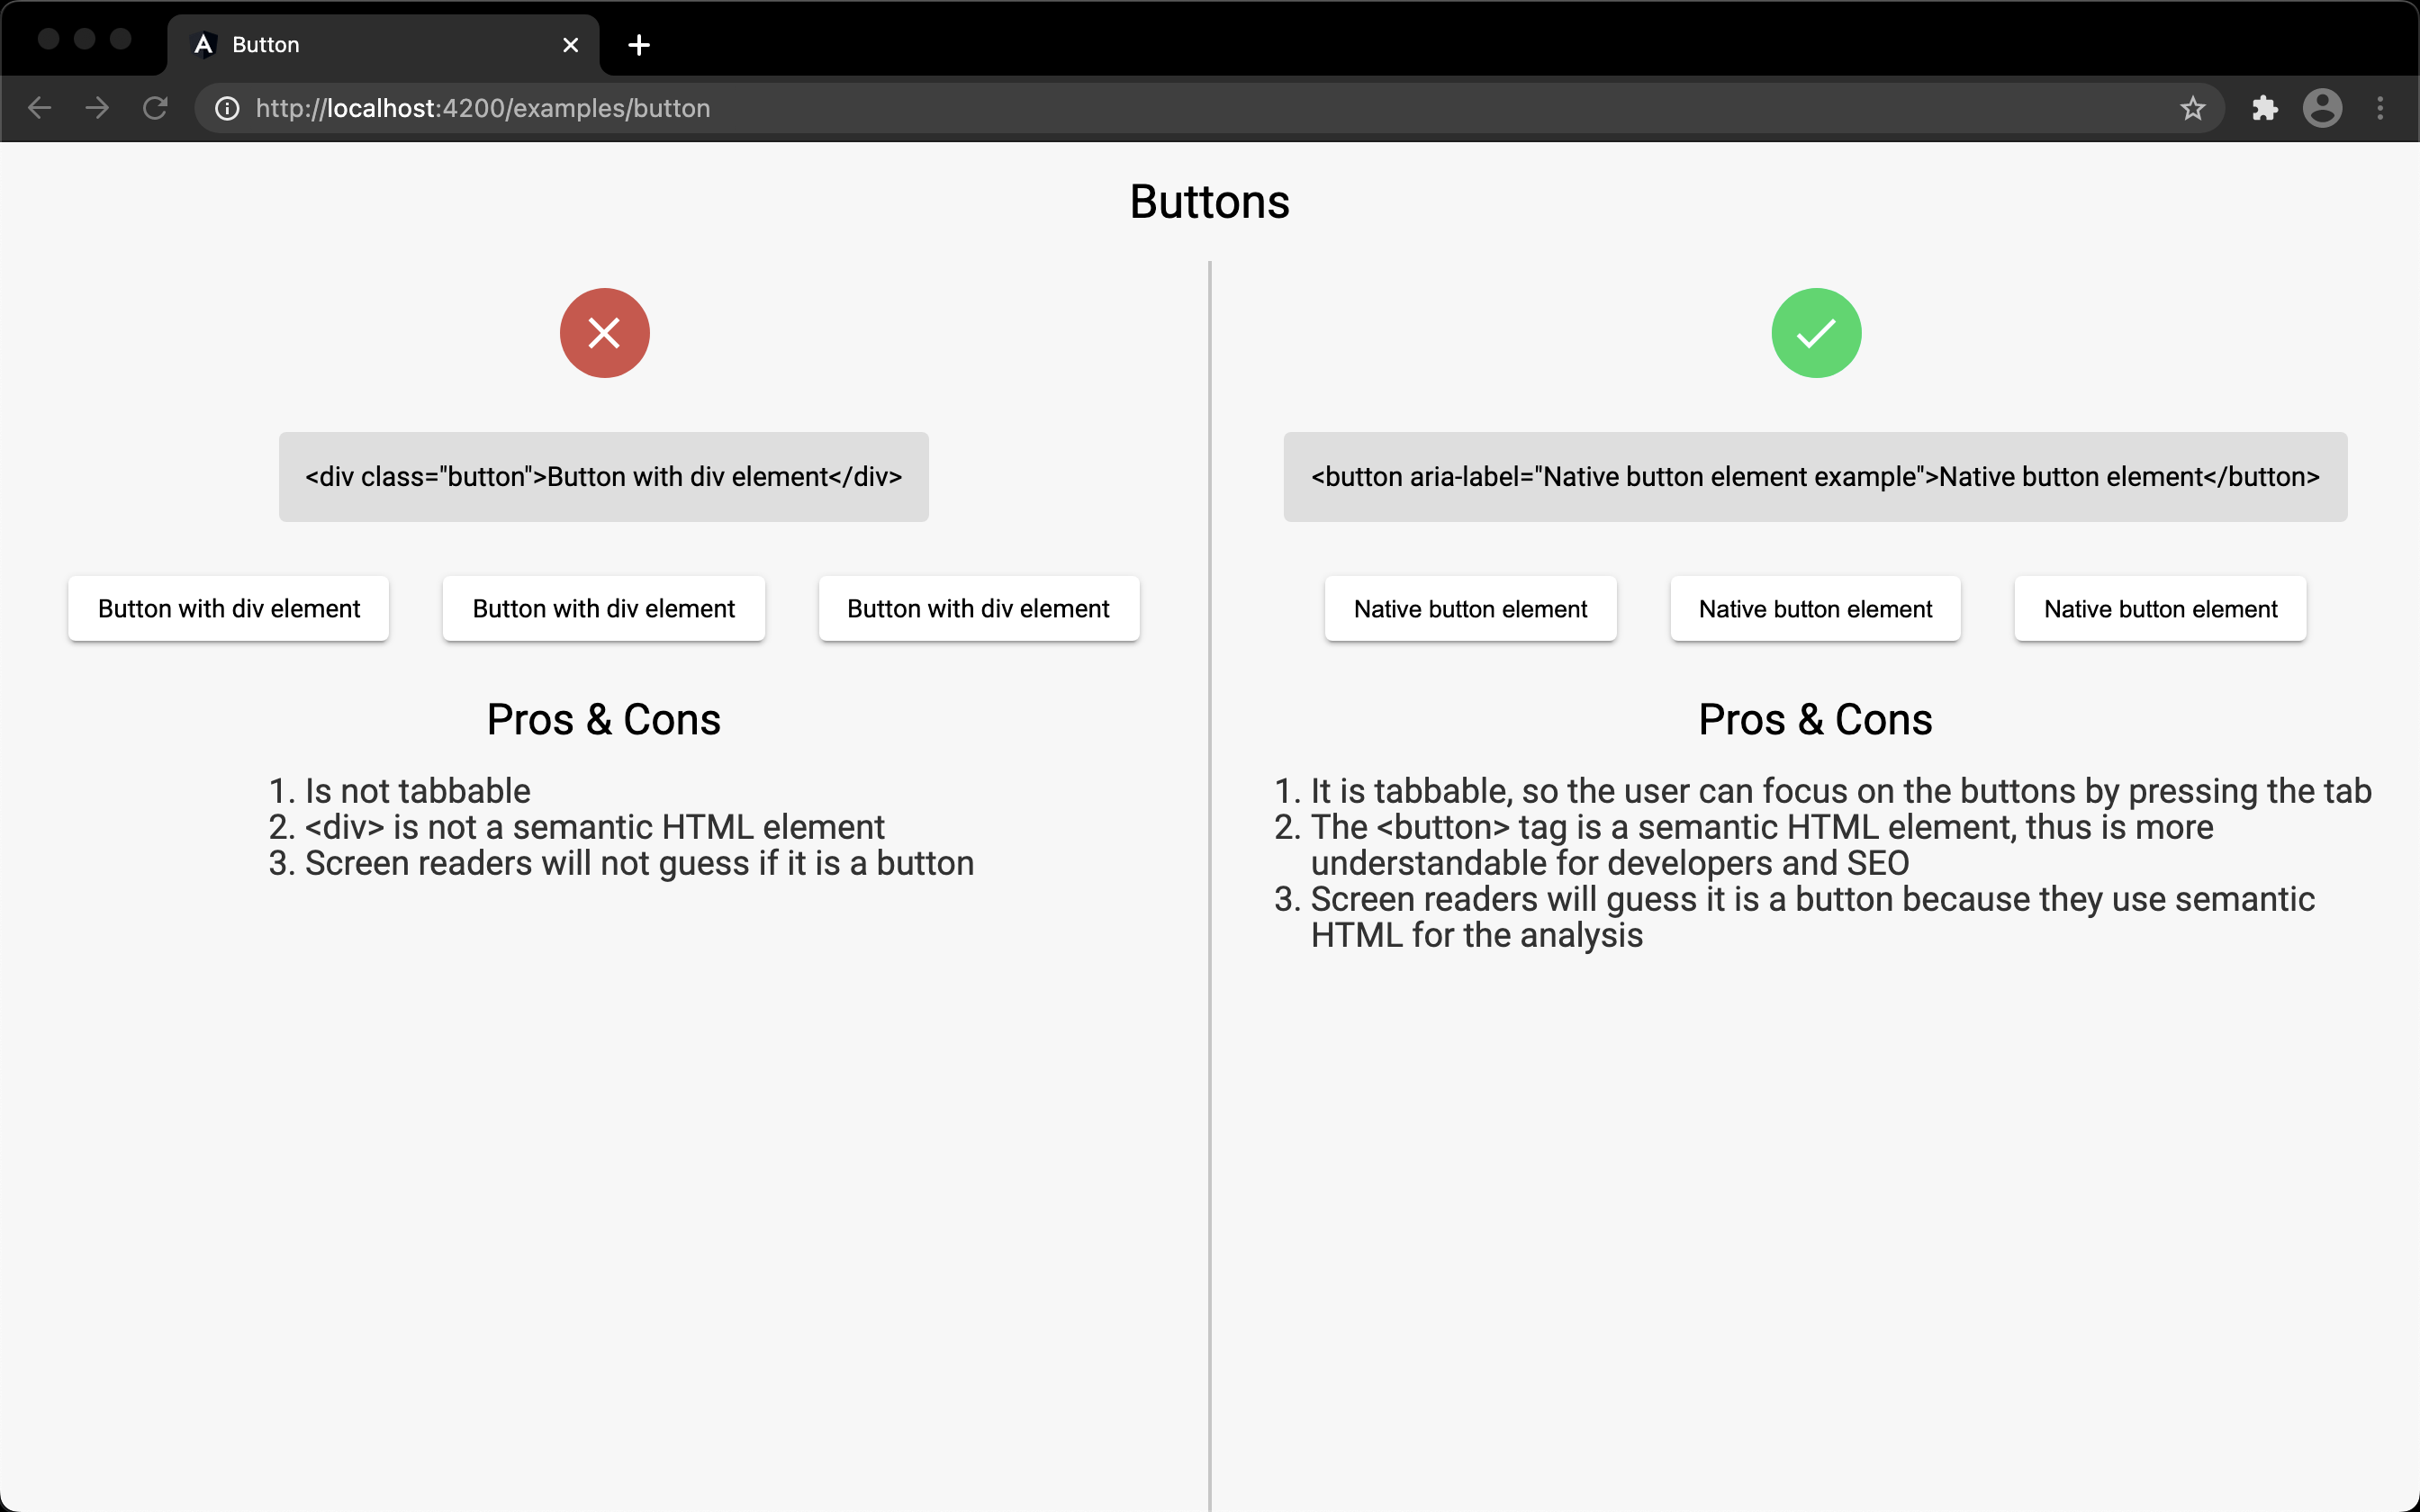 Button
http://localhost:4200/examples/button
Buttons
<div class="button">Button with div element</div>
Button with div element
Button with div element
Button with div element
Pros & Cons
1. Is not tabbable
2. <div> is not a semantic HTML element
3. Screen readers will not guess if it is a button
<button aria-label="Native button element example">Native button element</button>
Native button element
Native button element
Native button element
Pros & Cons
1. It is tabbable, so the user can focus on the buttons by pressing the tab
2. The <button> tag is a semantic HTML element, thus is more
understandable for developers and SEO
3. Screen readers will guess it is a button because they use semantic
HTML for the analysis